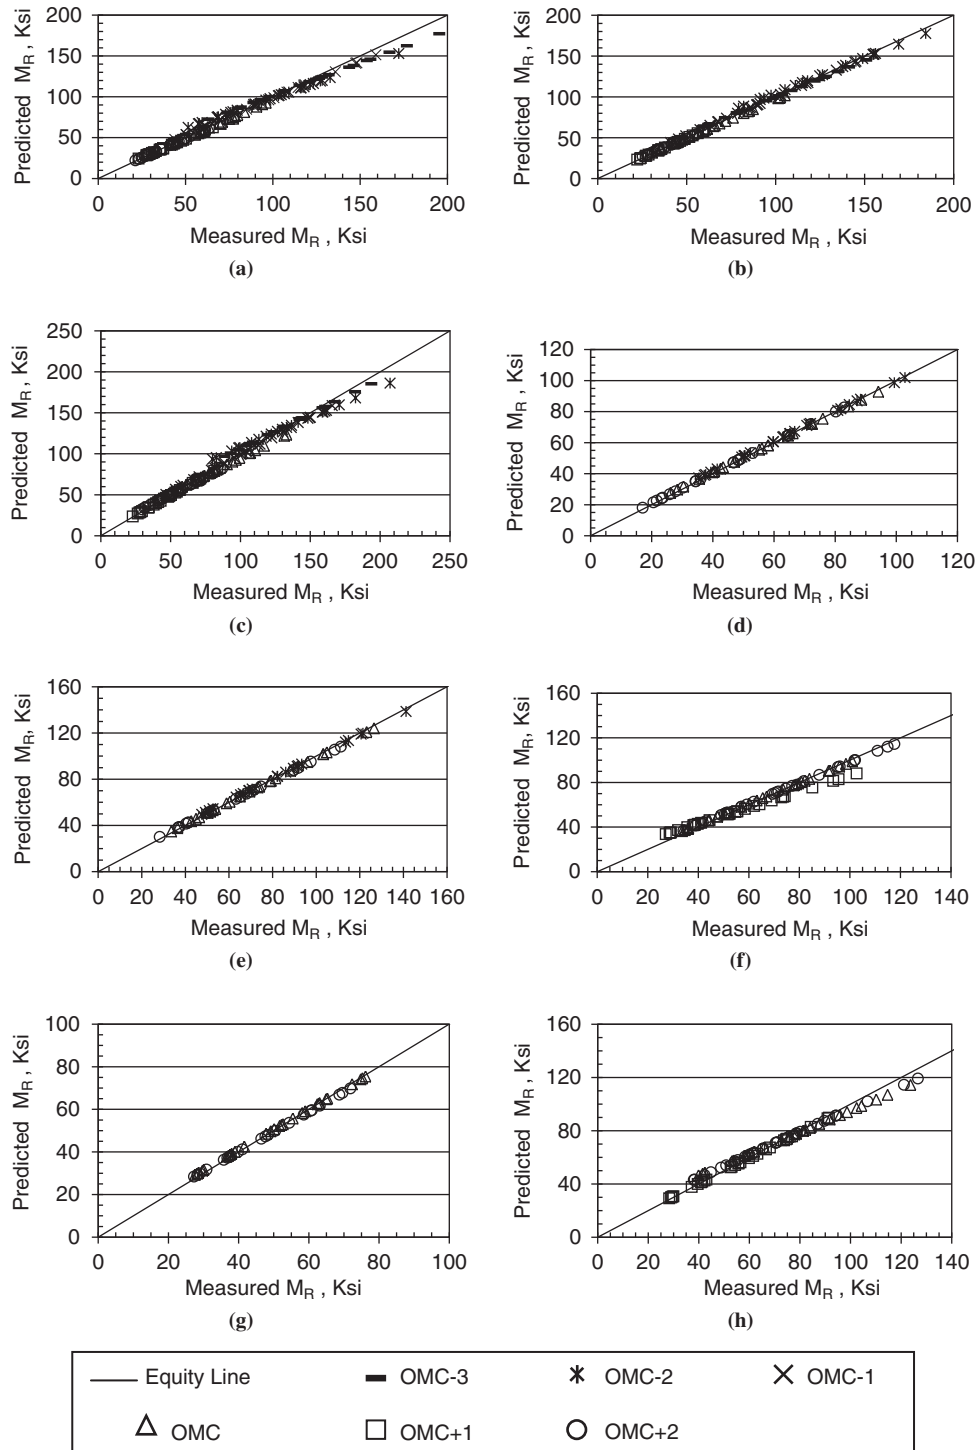 Predicted M_R , Ksi
200
150
100
50
0
0 50 100 150 200
Measured M_R , Ksi
(a)
Predicted M_R , Ksi
200
150
100
50
0
0 50 100 150 200
Measured M_R , Ksi
(b)
Predicted M_R, Ksi
250
200
150
100
50
0
0 50 100 150 200 250
Measured M_R , Ksi
(c)
Predicted M_R, Ksi
120
100
80
60
40
20
0
0 20 40 60 80 100 120
Measured M_R , Ksi
(d)
Predicted M_R, Ksi
160
120
80
40
0
0 20 40 60 80 100 120 140 160
Measured M_R , Ksi
(e)
Predicted M_R, Ksi
160
120
80
40
0
0 20 40 60 80 100 120 140
Measured M_R , Ksi
(f)
Predicted M_R, Ksi
100
80
60
40
20
0
0 20 40 60 80 100
Measured M_R , Ksi
(g)
Predicted M_R, Ksi
160
120
80
40
0
0 20 40 60 80 100 120 140
Measured M_R , Ksi
(h)
Equity Line OMC-3 OMC-2 OMC-1
OMC OMC+1 OMC+2